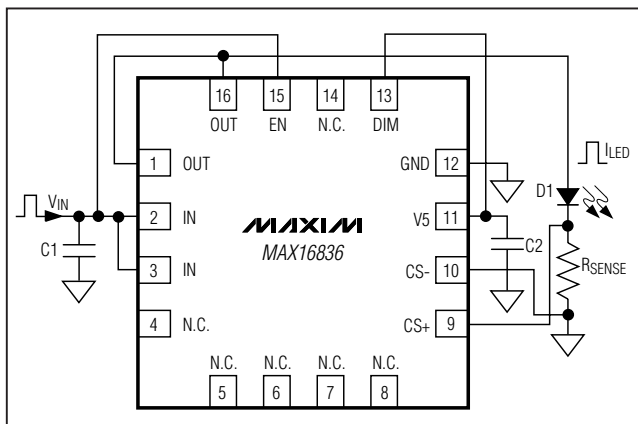 16 15 14 13
OUT EN N.C. DIM
1 OUT
GND 12
I_LED
V_IN
2 IN
D1
MAXIM
MAX16836
V5 11
C1
3 IN
CS- 10
C2
R_SENSE
4 N.C.
CS+ 9
N.C. N.C. N.C. N.C.
5 6 7 8